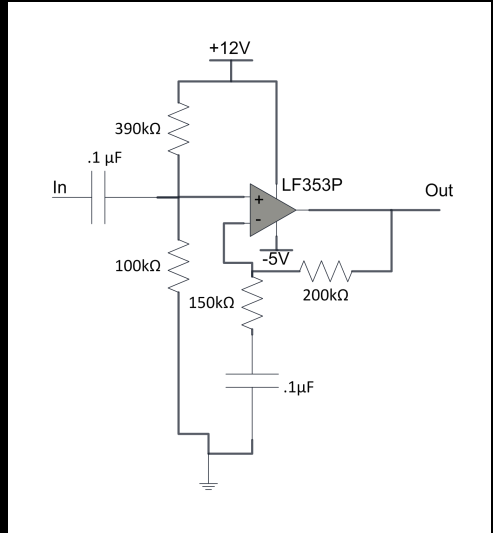 +12V
390kΩ
.1 µF
In
LF353P
+
Out
-
100kΩ
-5V
150kΩ
200kΩ
.1µF